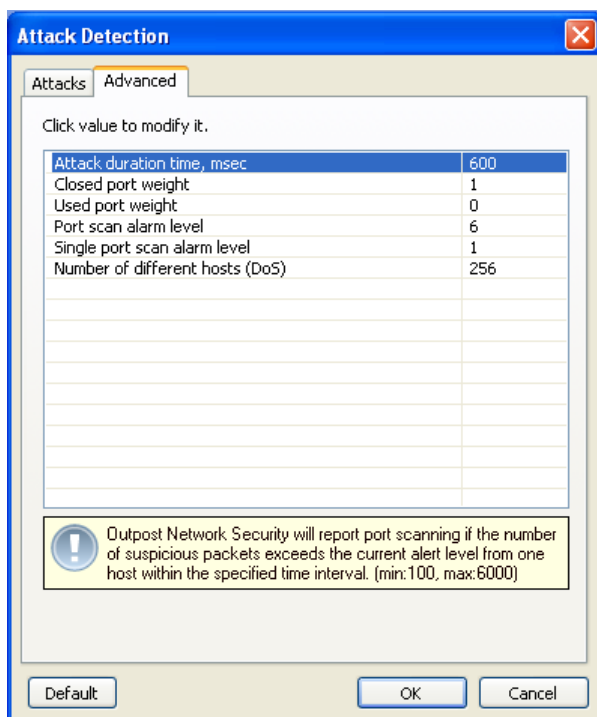 Attack Detection
Attacks
Advanced
Click value to modify it.
Attack duration time, msec 600
Closed port weight 1
Used port weight 0
Port scan alarm level 6
Single port scan alarm level 1
Number of different hosts (DoS) 256
Outpost Network Security will report port scanning if the number
of suspicious packets exceeds the current alert level from one
host within the specified time interval. (min:100, max:6000)
Default
OK
Cancel